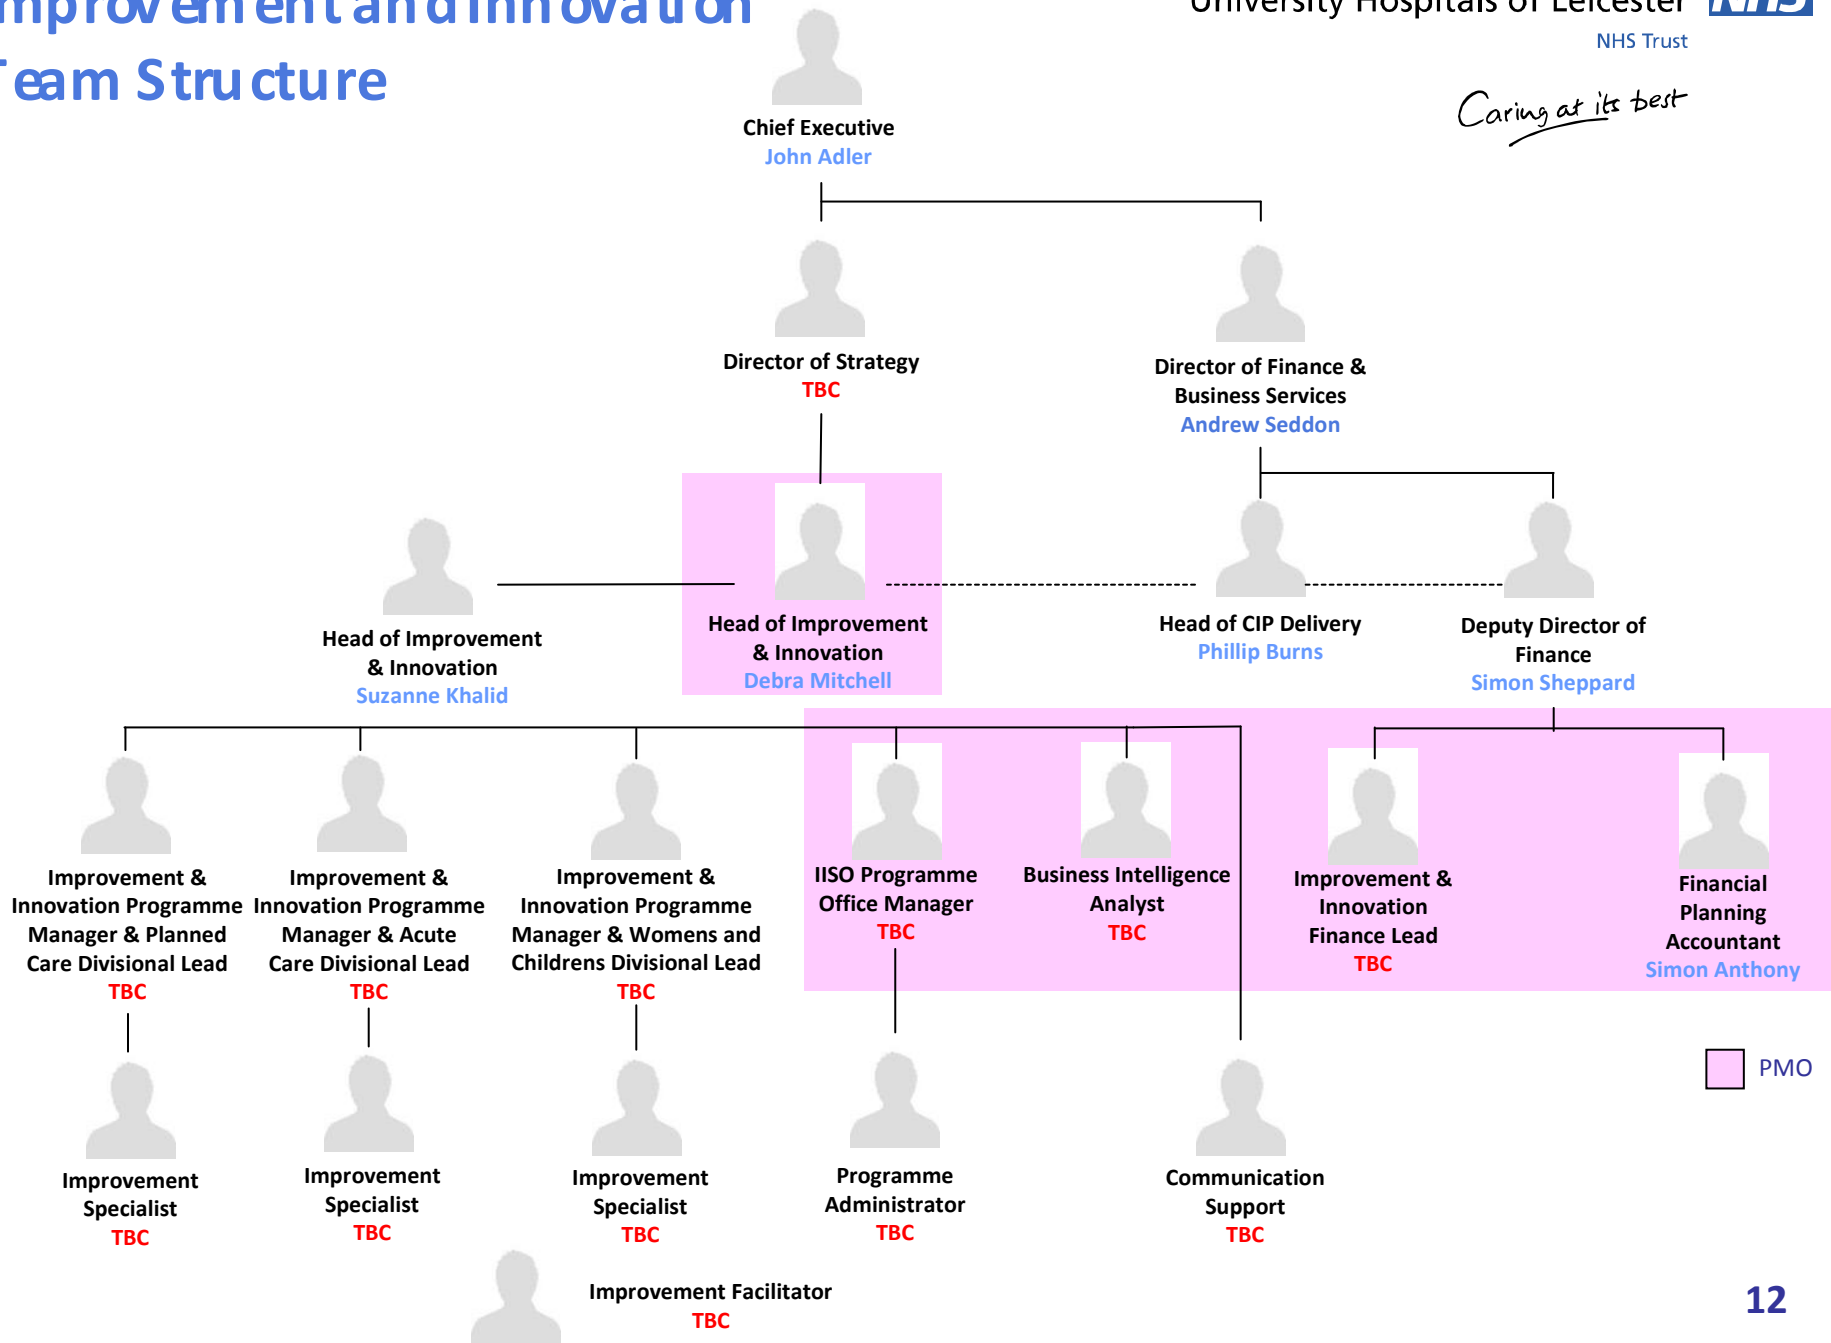 Improvement and Innovation
Team Structure
University Hospitals of Leicester NHS
NHS Trust
Caring at its best
Chief Executive
John Adler
Director of Strategy
TBC
Director of Finance &
Business Services
Andrew Seddon
Head of Improvement
& Innovation
Suzanne Khalid
Head of Improvement
& Innovation
Debra Mitchell
Head of CIP Delivery
Phillip Burns
Deputy Director of
Finance
Simon Sheppard
Improvement &
Innovation Programme
Manager & Planned
Care Divisional Lead
TBC
Improvement &
Innovation Programme
Manager & Acute
Care Divisional Lead
TBC
Improvement &
Innovation Programme
Manager & Womens and
Childrens Divisional Lead
TBC
IISO Programme
Office Manager
TBC
Business Intelligence
Analyst
TBC
Improvement &
Innovation
Finance Lead
TBC
Financial
Planning
Accountant
Simon Anthony
PMO
Improvement
Specialist
TBC
Improvement
Specialist
TBC
Improvement
Specialist
TBC
Programme
Administrator
TBC
Communication
Support
TBC
Improvement Facilitator
TBC
12